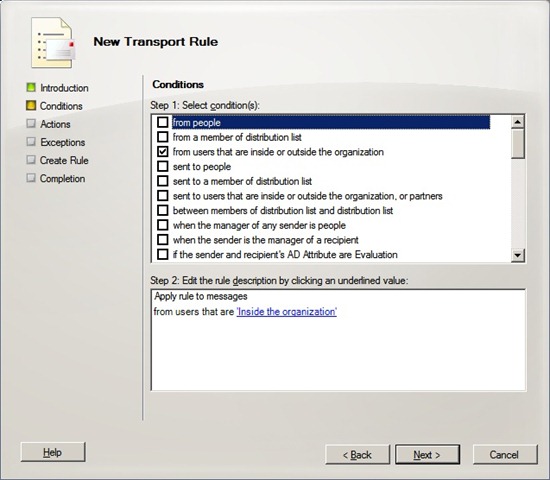 New Transport Rule
Introduction
Conditions
Actions
Exceptions
Create Rule
Completion
Conditions
Step 1: Select condition(s):
from people
from a member of distribution list
from users that are inside or outside the organization
sent to people
sent to a member of distribution list
sent to users that are inside or outside the organization, or partners
between members of distribution list and distribution list
when the manager of any sender is people
when the sender is the manager of a recipient
if the sender and recipient's AD Attribute are Evaluation
Step 2: Edit the rule description by clicking an underlined value:
Apply rule to messages
from users that are 'Inside the organization'
Help
< Back
Next >
Cancel